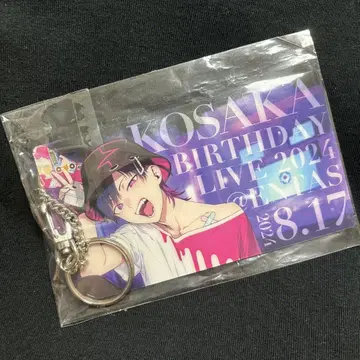 KOSAKA
BIRTHDAY
LIVE 2024
@ENTAS
2024
8.17